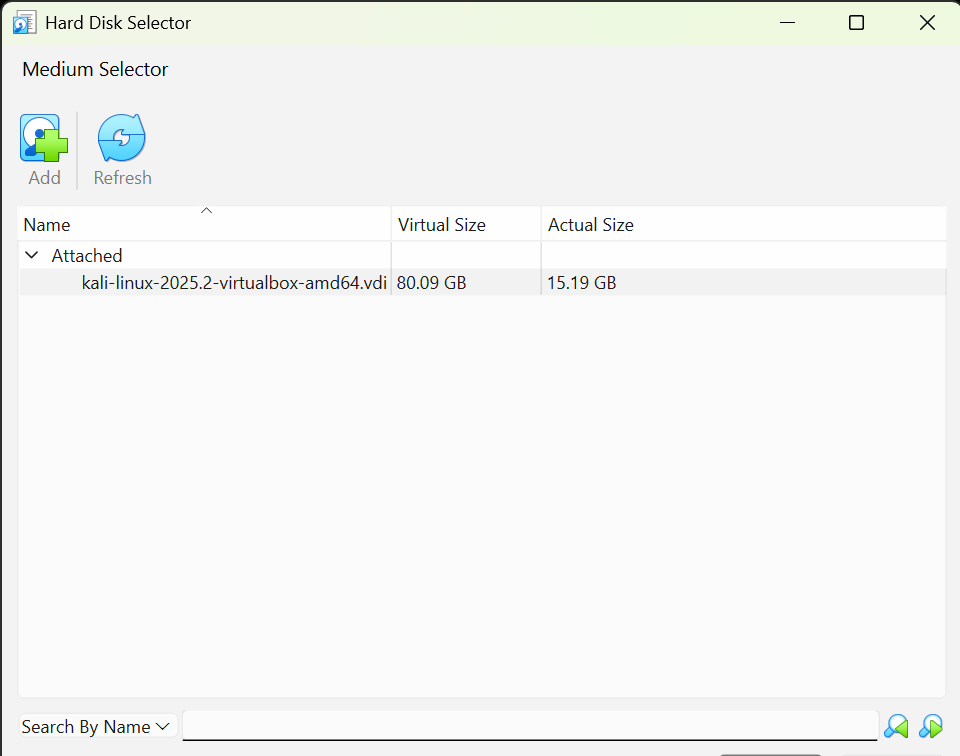 Hard Disk Selector
Medium Selector
Add Refresh
Name Virtual Size Actual Size
Attached
kali-linux-2025.2-virtualbox-amd64.vdi 80.09 GB 15.19 GB
Search By Name